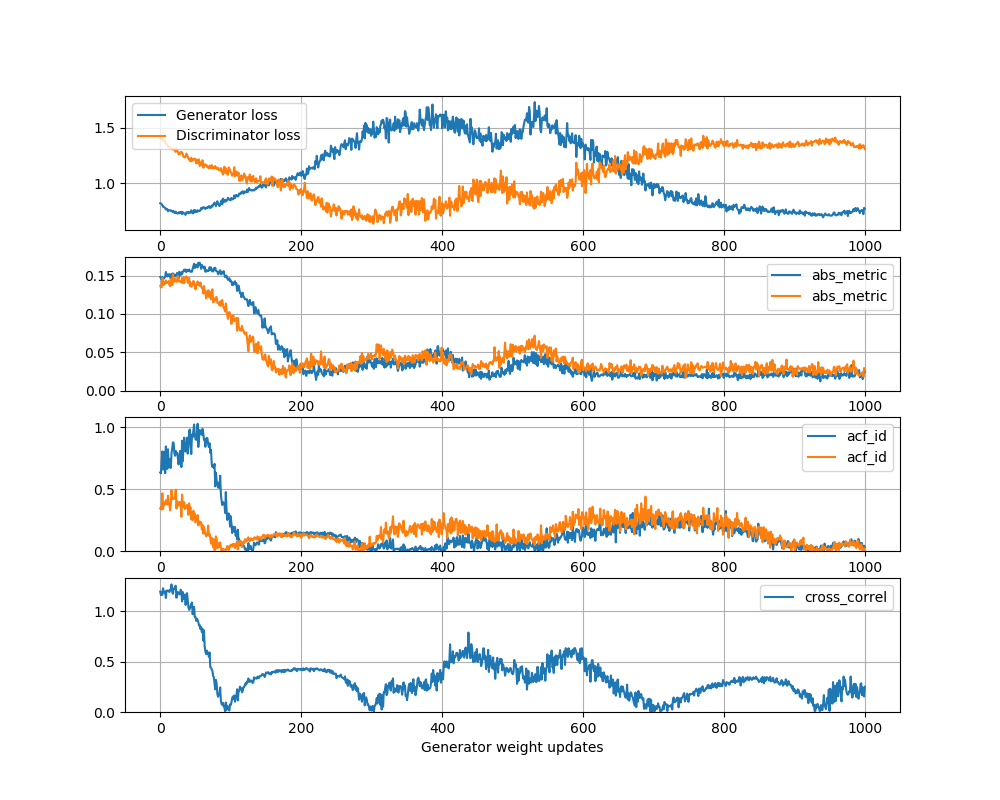 Generator loss
Discriminator loss
1.5
1.0
0 200 400 600 800 1000
abs_metric
abs_metric
0.15
0.10
0.05
0.00
0 200 400 600 800 1000
acf_id
acf_id
1.0
0.5
0.0
0 200 400 600 800 1000
cross_correl
1.0
0.5
0.0
0 200 400 600 800 1000
Generator weight updates